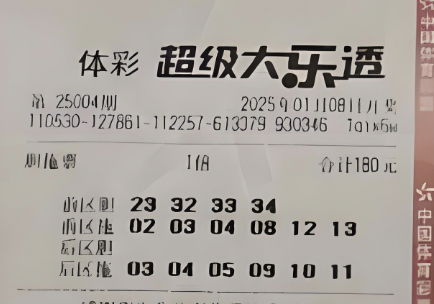 体彩 超级大乐透
第 25004期 2025年01月08日开奖
110530-127861-112257-613379 930346
胆拖票 1倍 合计180元
前区胆 23 32 33 34
前区拖 02 03 04 08 12 13
后区胆
后区拖 03 04 05 09 10 11
中国体育
中国体育彩